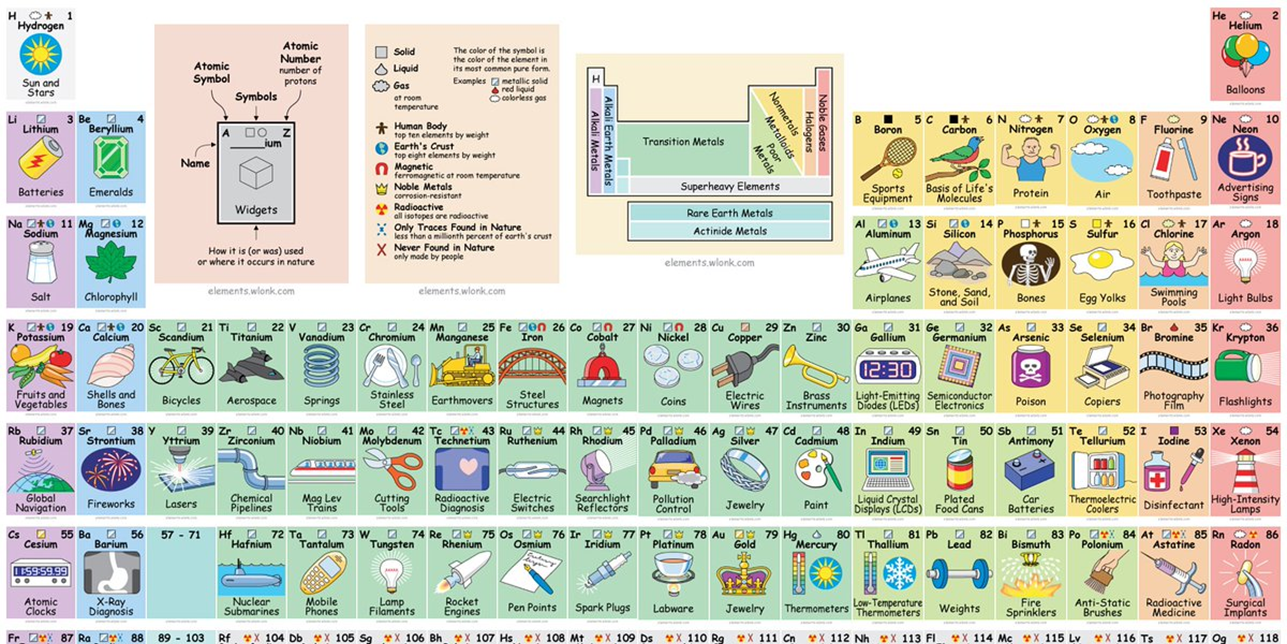 H 1
Hydrogen
Sun and
Stars
He 2
Helium
Balloons
Atomic
Symbol
Atomic
Number
number of
protons
Symbols
Name
A Z
_____ium
Widgets
How it is (or was) used
or where it occurs in nature
elements.wlonk.com
Solid
Liquid
Gas
at room
temperature
The color of the symbol is
the color of the element in
its most common pure form.
Examples
metallic solid
red liquid
colorless gas
Human Body
top ten elements by weight
Earth's Crust
top eight elements by weight
Magnetic
ferromagnetic at room temperature
Noble Metals
corrosion-resistant
Radioactive
all isotopes are radioactive
Only Traces Found in Nature
less than a millionth percent of earth's crust
Never Found in Nature
only made by people
elements.wlonk.com
H
Alkali Metals
Alkali Earth Metals
Transition Metals
Poor Metals
Metalloids
Nonmetals
Halogens
Noble Gases
Superheavy Elements
Rare Earth Metals
Actinide Metals
elements.wlonk.com
Li 3
Lithium
Batteries
Be 4
Beryllium
Emeralds
B 5
Boron
Sports
Equipment
C 6
Carbon
Basis of Life's
Molecules
N 7
Nitrogen
Protein
O 8
Oxygen
Air
F 9
Fluorine
Toothpaste
Ne 10
Neon
Advertising
Signs
Na 11
Sodium
Salt
Mg 12
Magnesium
Chlorophyll
Al 13
Aluminum
Airplanes
Si 14
Silicon
Stone, Sand,
and Soil
P 15
Phosphorus
Bones
S 16
Sulfur
Egg Yolks
Cl 17
Chlorine
Swimming
Pools
Ar 18
Argon
Light Bulbs
K 19
Potassium
Fruits and
Vegetables
Ca 20
Calcium
Shells and
Bones
Sc 21
Scandium
Bicycles
Ti 22
Titanium
Aerospace
V 23
Vanadium
Springs
Cr 24
Chromium
Stainless
Steel
Mn 25
Manganese
Earthmovers
Fe 26
Iron
Steel
Structures
Co 27
Cobalt
Magnets
Ni 28
Nickel
Coins
Cu 29
Copper
Electric
Wires
Zn 30
Zinc
Brass
Instruments
Ga 31
Gallium
12:30
Light-Emitting
Diodes (LEDs)
Ge 32
Germanium
Semiconductor
Electronics
As 33
Arsenic
Poison
Se 34
Selenium
Copiers
Br 35
Bromine
Photography
Film
Kr 36
Krypton
Flashlights
Rb 37
Rubidium
Global
Navigation
Sr 38
Strontium
Fireworks
Y 39
Yttrium
Lasers
Zr 40
Zirconium
Chemical
Pipelines
Nb 41
Niobium
Mag Lev
Trains
Mo 42
Molybdenum
Cutting
Tools
Tc 43
Technetium
Radioactive
Diagnosis
Ru 44
Ruthenium
Electric
Switches
Rh 45
Rhodium
Searchlight
Reflectors
Pd 46
Palladium
Pollution
Control
Ag 47
Silver
Jewelry
Cd 48
Cadmium
Paint
In 49
Indium
Liquid Crystal
Displays (LCDs)
Sn 50
Tin
Plated
Food Cans
Sb 51
Antimony
Car
Batteries
Te 52
Tellurium
Thermoelectric
Coolers
I 53
Iodine
Disinfectant
Xe 54
Xenon
High-Intensity
Lamps
Cs 55
Cesium
11:59:59.99
Atomic
Clocks
Ba 56
Barium
X-Ray
Diagnosis
57 - 71
Hf 72
Hafnium
Nuclear
Submarines
Ta 73
Tantalum
Mobile
Phones
W 74
Tungsten
Lamp
Filaments
Re 75
Rhenium
Rocket
Engines
Os 76
Osmium
Pen Points
Ir 77
Iridium
Spark Plugs
Pt 78
Platinum
Labware
Au 79
Gold
Jewelry
Hg 80
Mercury
Thermometers
Tl 81
Thallium
Low-Temperature
Thermometers
Pb 82
Lead
Weights
Bi 83
Bismuth
Fire
Sprinklers
Po 84
Polonium
Anti-Static
Brushes
At 85
Astatine
Radioactive
Medicine
Rn 86
Radon
Surgical
Implants
Fr 87
Ra 88
89 - 103
Rf 104
Db 105
Sg 106
Bh 107
Hs 108
Mt 109
Ds 110
Rg 111
Cn 112
Nh 113
Fl 114
Mc 115
Lv 116
Ts 117
Og 118